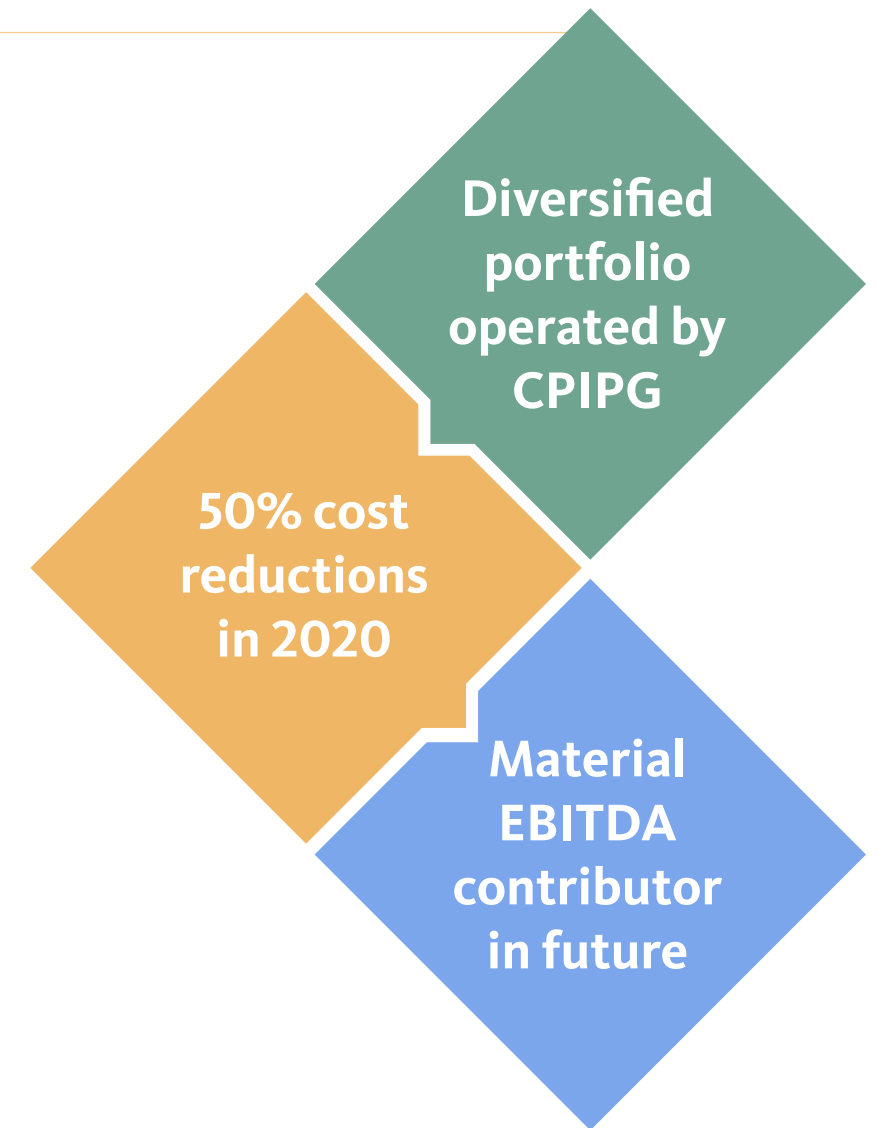 Diversified
portfolio
operated by
CPIPG
50% cost
reductions
in 2020
Material
EBITDA
contributor
in future